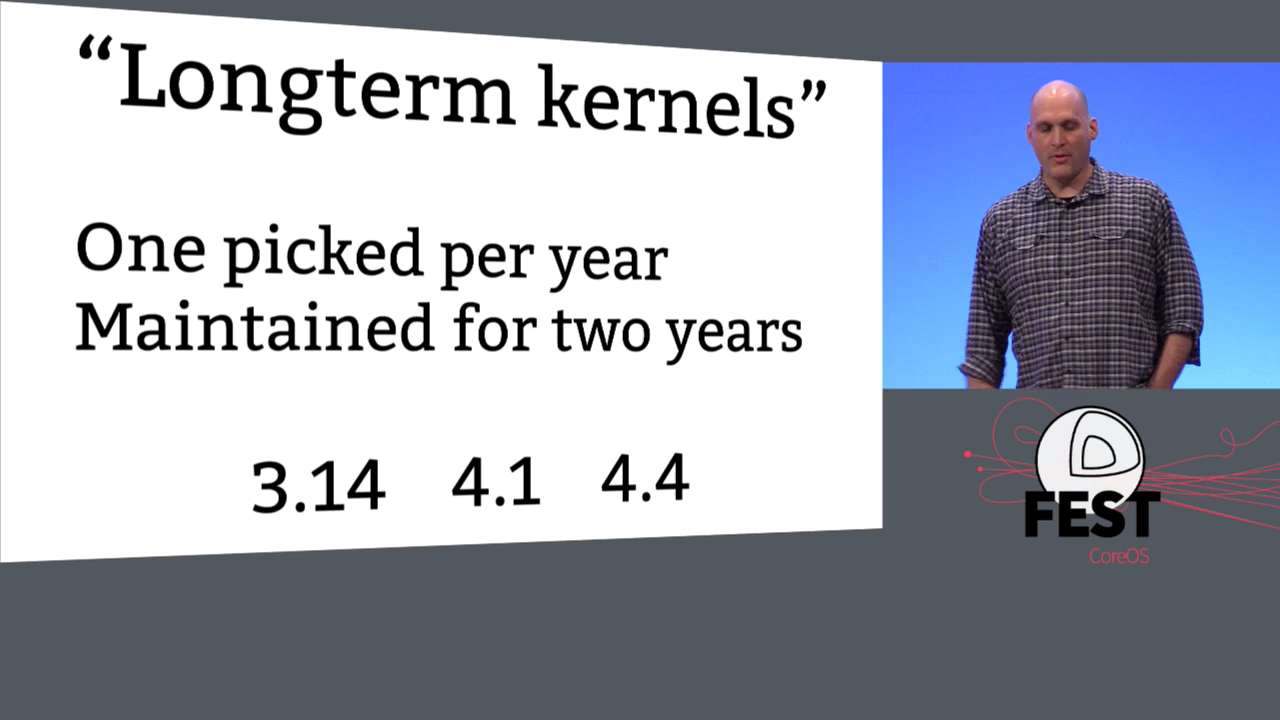 “Longterm kernels”
One picked per year
Maintained for two years
3.14 4.1 4.4
FEST
CoreOS